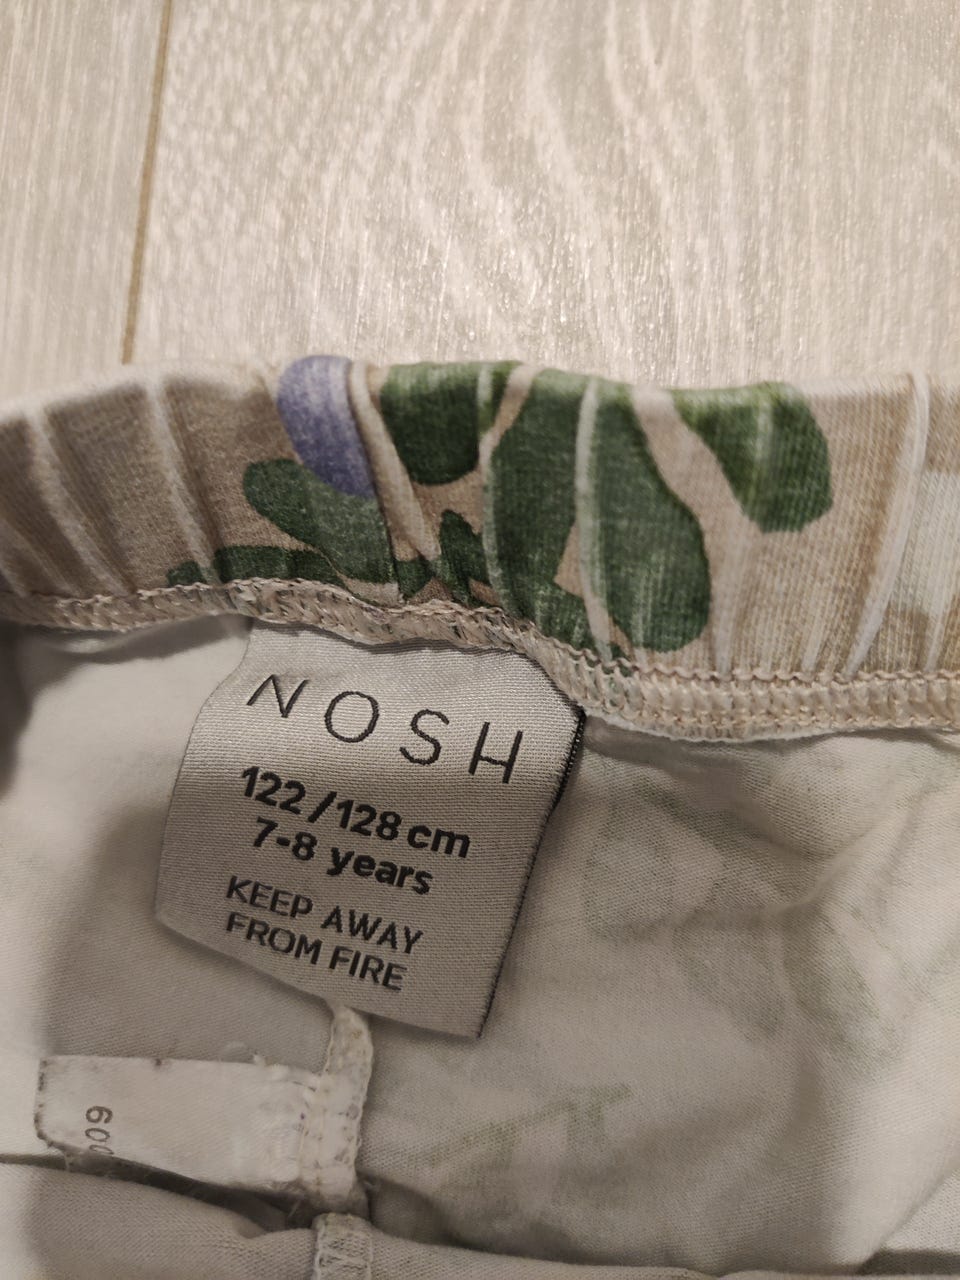 NOSH
122/128 cm
7-8 years
KEEP AWAY
FROM FIRE